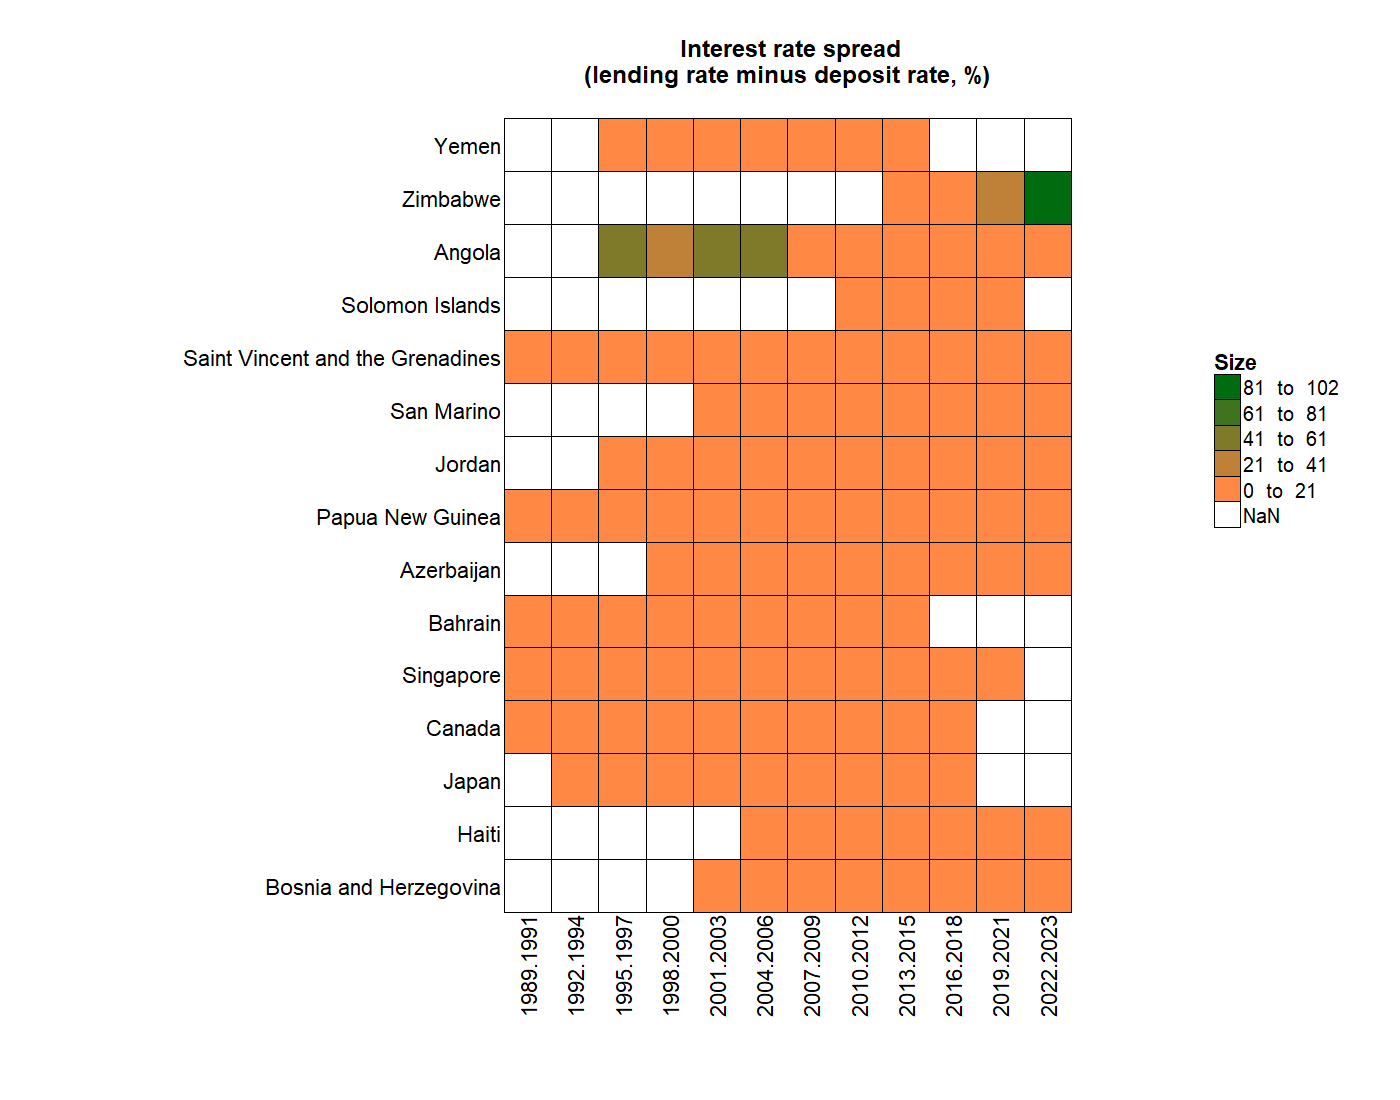 Interest rate spread
(lending rate minus deposit rate, %)
Yemen
Zimbabwe
Angola
Solomon Islands
Saint Vincent and the Grenadines
San Marino
Jordan
Papua New Guinea
Azerbaijan
Bahrain
Singapore
Canada
Japan
Haiti
Bosnia and Herzegovina
1989.1991
1992.1994
1995.1997
1998.2000
2001.2003
2004.2006
2007.2009
2010.2012
2013.2015
2016.2018
2019.2021
2022.2023
Size
81 to 102
61 to 81
41 to 61
21 to 41
0 to 21
NaN